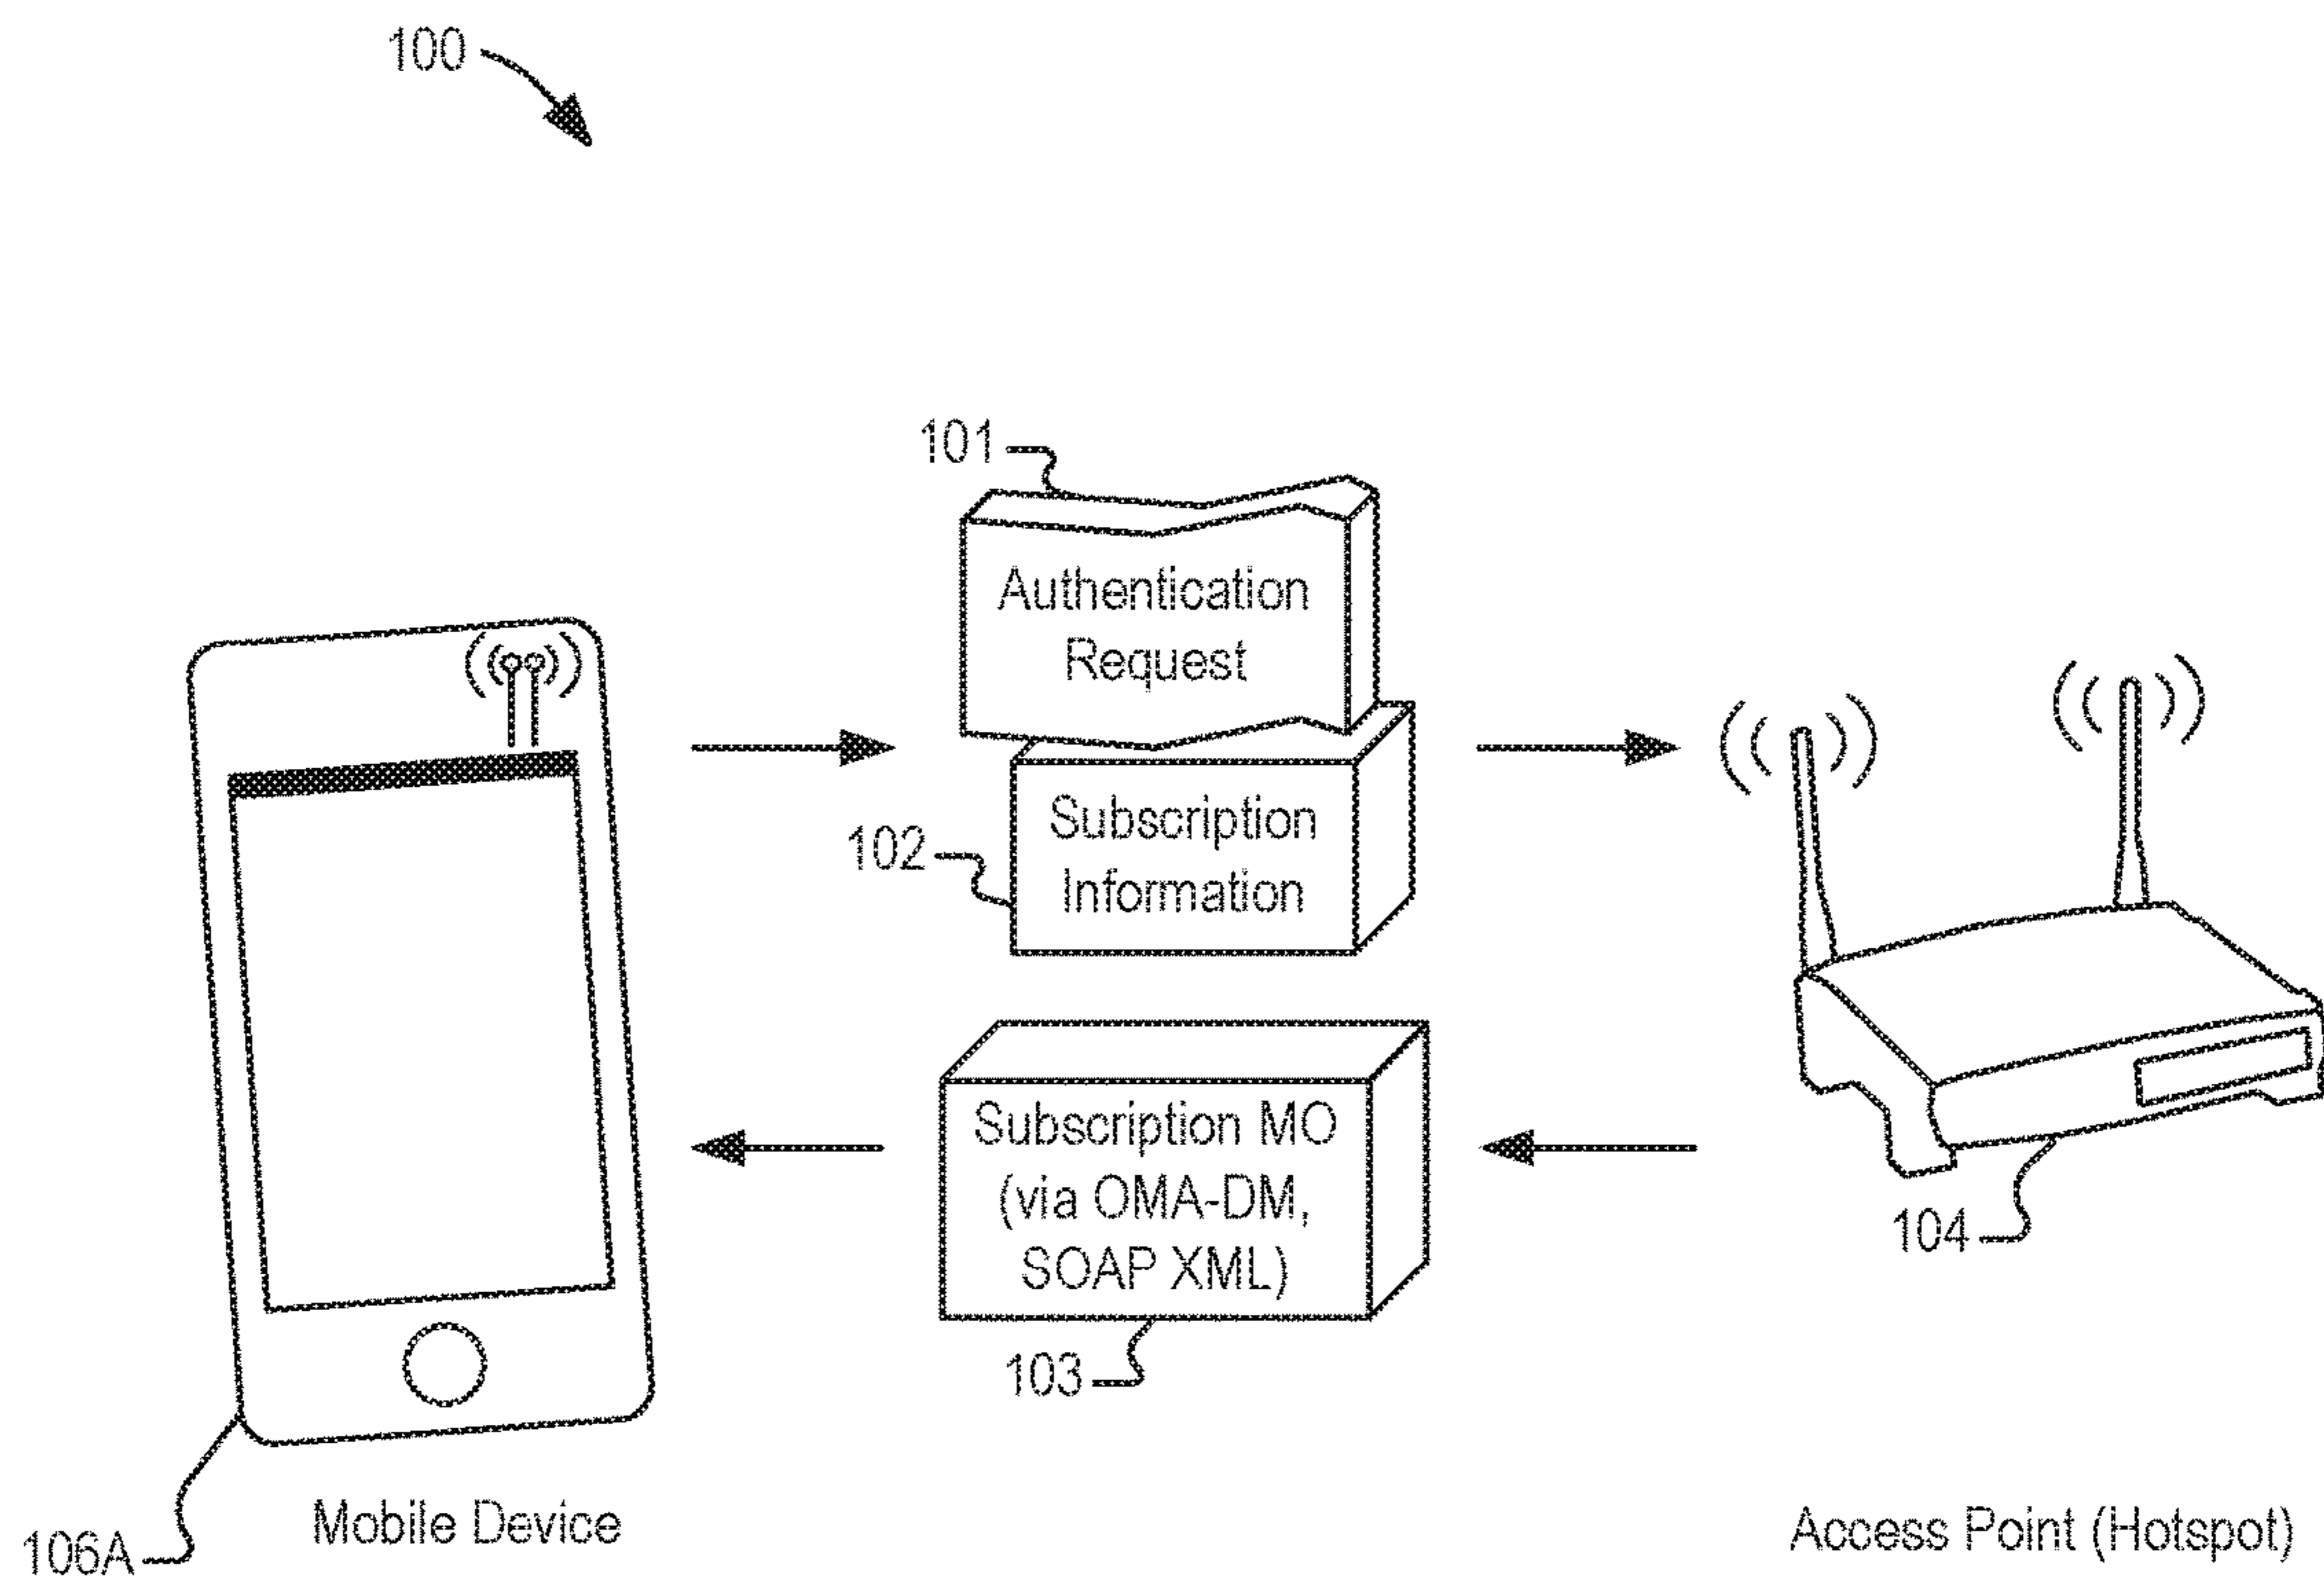 100
101
Authentication
Request
102
Subscription
Information
Subscription MO
(via OMA-DM,
SOAP XML)
103
104
106A
Mobile Device
Access Point (Hotspot)